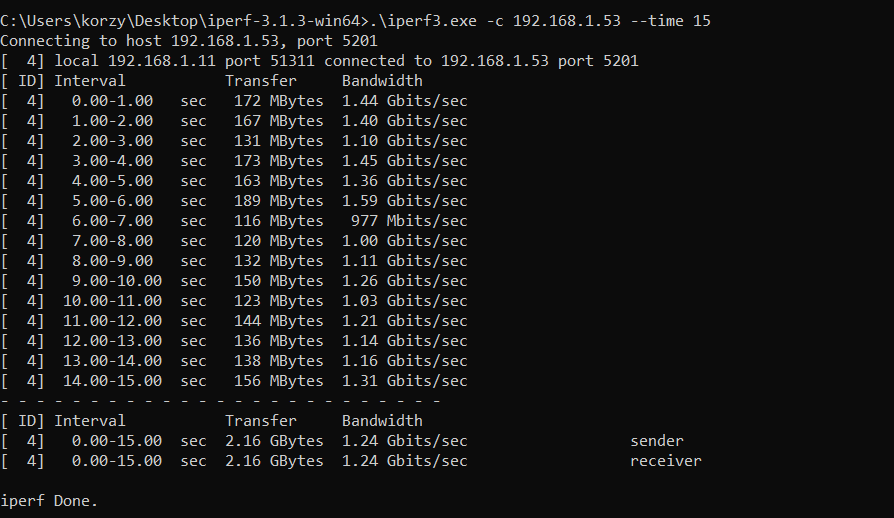 C:\Users\korzy\Desktop\iperf-3.1.3-win64>.\iperf3.exe -c 192.168.1.53 --time 15
Connecting to host 192.168.1.53, port 5201
[  4] local 192.168.1.11 port 51311 connected to 192.168.1.53 port 5201
[ ID] Interval           Transfer     Bandwidth
[  4]   0.00-1.00   sec   172 MBytes  1.44 Gbits/sec
[  4]   1.00-2.00   sec   167 MBytes  1.40 Gbits/sec
[  4]   2.00-3.00   sec   131 MBytes  1.10 Gbits/sec
[  4]   3.00-4.00   sec   173 MBytes  1.45 Gbits/sec
[  4]   4.00-5.00   sec   163 MBytes  1.36 Gbits/sec
[  4]   5.00-6.00   sec   189 MBytes  1.59 Gbits/sec
[  4]   6.00-7.00   sec   116 MBytes   977 Mbits/sec
[  4]   7.00-8.00   sec   120 MBytes  1.00 Gbits/sec
[  4]   8.00-9.00   sec   132 MBytes  1.11 Gbits/sec
[  4]   9.00-10.00  sec   150 MBytes  1.26 Gbits/sec
[  4]  10.00-11.00  sec   123 MBytes  1.03 Gbits/sec
[  4]  11.00-12.00  sec   144 MBytes  1.21 Gbits/sec
[  4]  12.00-13.00  sec   136 MBytes  1.14 Gbits/sec
[  4]  13.00-14.00  sec   138 MBytes  1.16 Gbits/sec
[  4]  14.00-15.00  sec   156 MBytes  1.31 Gbits/sec
- - - - - - - - - - - - - - - - - - - - - - - - -
[ ID] Interval           Transfer     Bandwidth
[  4]   0.00-15.00  sec  2.16 GBytes  1.24 Gbits/sec                  sender
[  4]   0.00-15.00  sec  2.16 GBytes  1.24 Gbits/sec                  receiver
iperf Done.